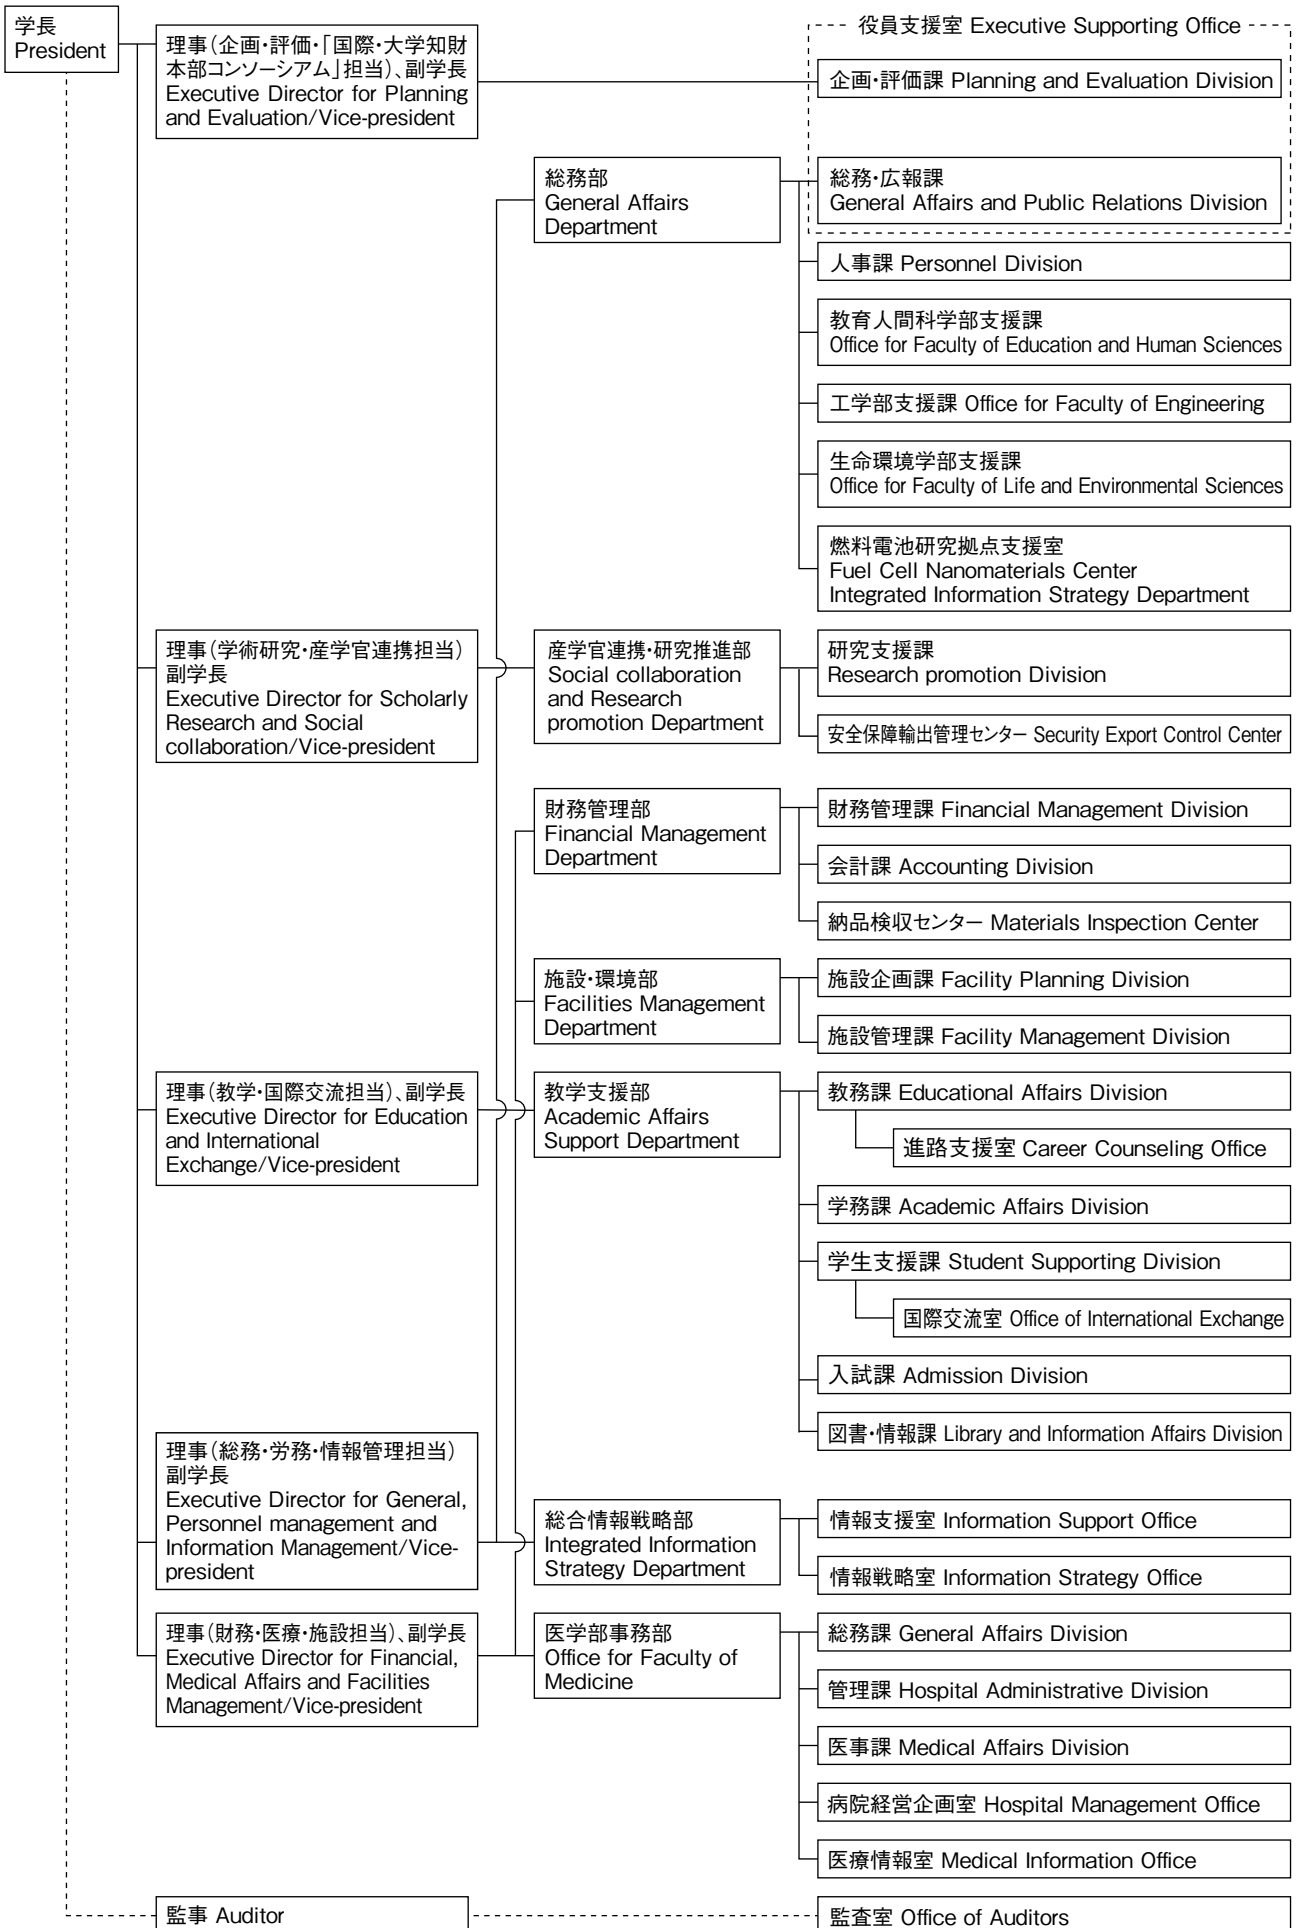 学長
President
理事(企画・評価・「国際・大学知財
本部コンソーシアム」担当)、副学長
Executive Director for Planning
and Evaluation/Vice-president
役員支援室 Executive Supporting Office
企画・評価課 Planning and Evaluation Division
総務部
General Affairs
Department
総務・広報課
General Affairs and Public Relations Division
人事課 Personnel Division
教育人間科学部支援課
Office for Faculty of Education and Human Sciences
工学部支援課 Office for Faculty of Engineering
生命環境学部支援課
Office for Faculty of Life and Environmental Sciences
燃料電池研究拠点支援室
Fuel Cell Nanomaterials Center
Integrated Information Strategy Department
理事(学術研究・産学官連携担当)
副学長
Executive Director for Scholarly
Research and Social
collaboration/Vice-president
産学官連携・研究推進部
Social collaboration
and Research
promotion Department
研究支援課
Research promotion Division
安全保障輸出管理センター Security Export Control Center
財務管理部
Financial Management
Department
財務管理課 Financial Management Division
会計課 Accounting Division
納品検収センター Materials Inspection Center
施設・環境部
Facilities Management
Department
施設企画課 Facility Planning Division
施設管理課 Facility Management Division
理事(教学・国際交流担当)、副学長
Executive Director for Education
and International
Exchange/Vice-president
教学支援部
Academic Affairs
Support Department
教務課 Educational Affairs Division
進路支援室 Career Counseling Office
学務課 Academic Affairs Division
学生支援課 Student Supporting Division
国際交流室 Office of International Exchange
入試課 Admission Division
図書・情報課 Library and Information Affairs Division
理事(総務・労務・情報管理担当)
副学長
Executive Director for General,
Personnel management and
Information Management/Vice-
president
総合情報戦略部
Integrated Information
Strategy Department
情報支援室 Information Support Office
情報戦略室 Information Strategy Office
理事(財務・医療・施設担当)、副学長
Executive Director for Financial,
Medical Affairs and Facilities
Management/Vice-president
医学部事務部
Office for Faculty of
Medicine
総務課 General Affairs Division
管理課 Hospital Administrative Division
医事課 Medical Affairs Division
病院経営企画室 Hospital Management Office
医療情報室 Medical Information Office
監事 Auditor
監査室 Office of Auditors